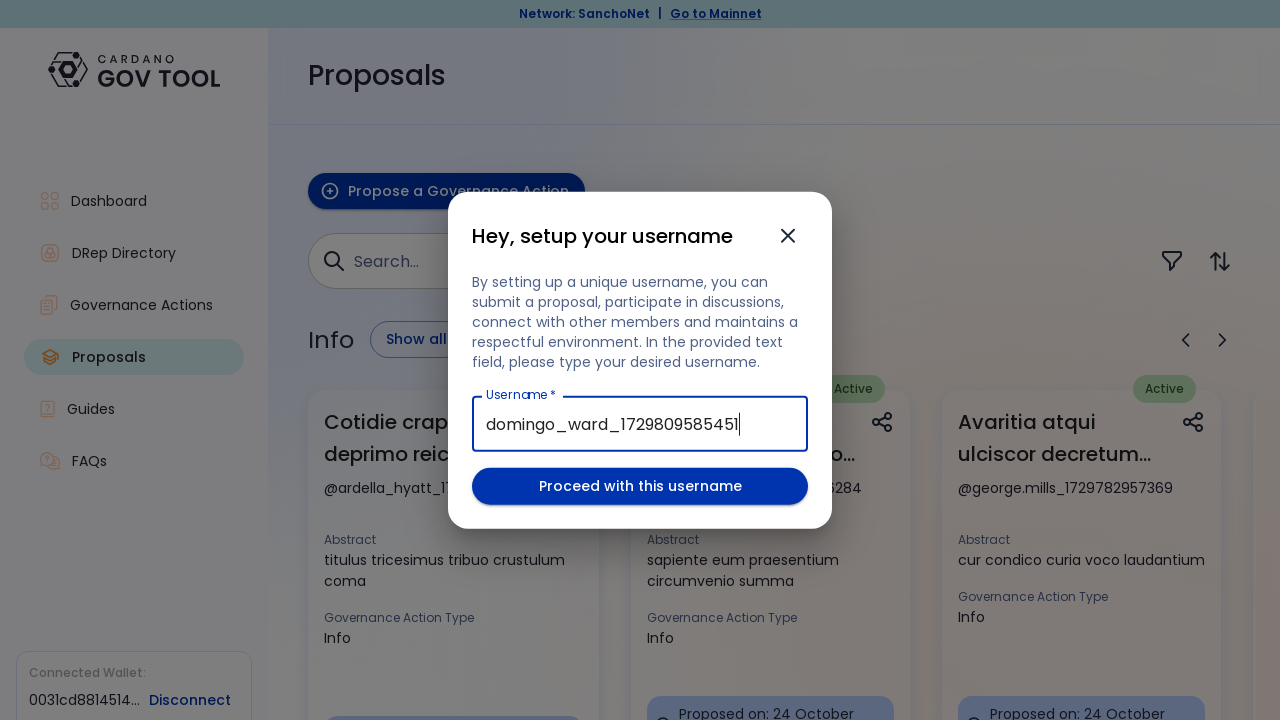 Network: SanchoNet | Go to Mainnet
CARDANO
GOV TOOL
Proposals
Dashboard
DRep Directory
Governance Actions
Proposals
Guides
FAQs
Connected Wallet:
0031cd8814514... Disconnect
Propose a Governance Action
Search...
Info
Show all
Hey, setup your username
By setting up a unique username, you can
submit a proposal, participate in discussions,
connect with other members and maintains a
respectful environment. In the provided text
field, please type your desired username.
Username *
domingo_ward_1729809585451
Proceed with this username
Cotidie
deprimo
Abstract
titulus tricesimus tribuo crustulum
coma
Governance Action Type
Info
Active
Abstract
sapiente eum praesentium
circumvenio summa
Governance Action Type
Info
Proposed on: 24 October
Active
Avaritia atqui
ulciscor decretum...
@george.mills_1729782957369
Abstract
cur condico curia voco laudantium
Governance Action Type
Info
Proposed on: 24 October